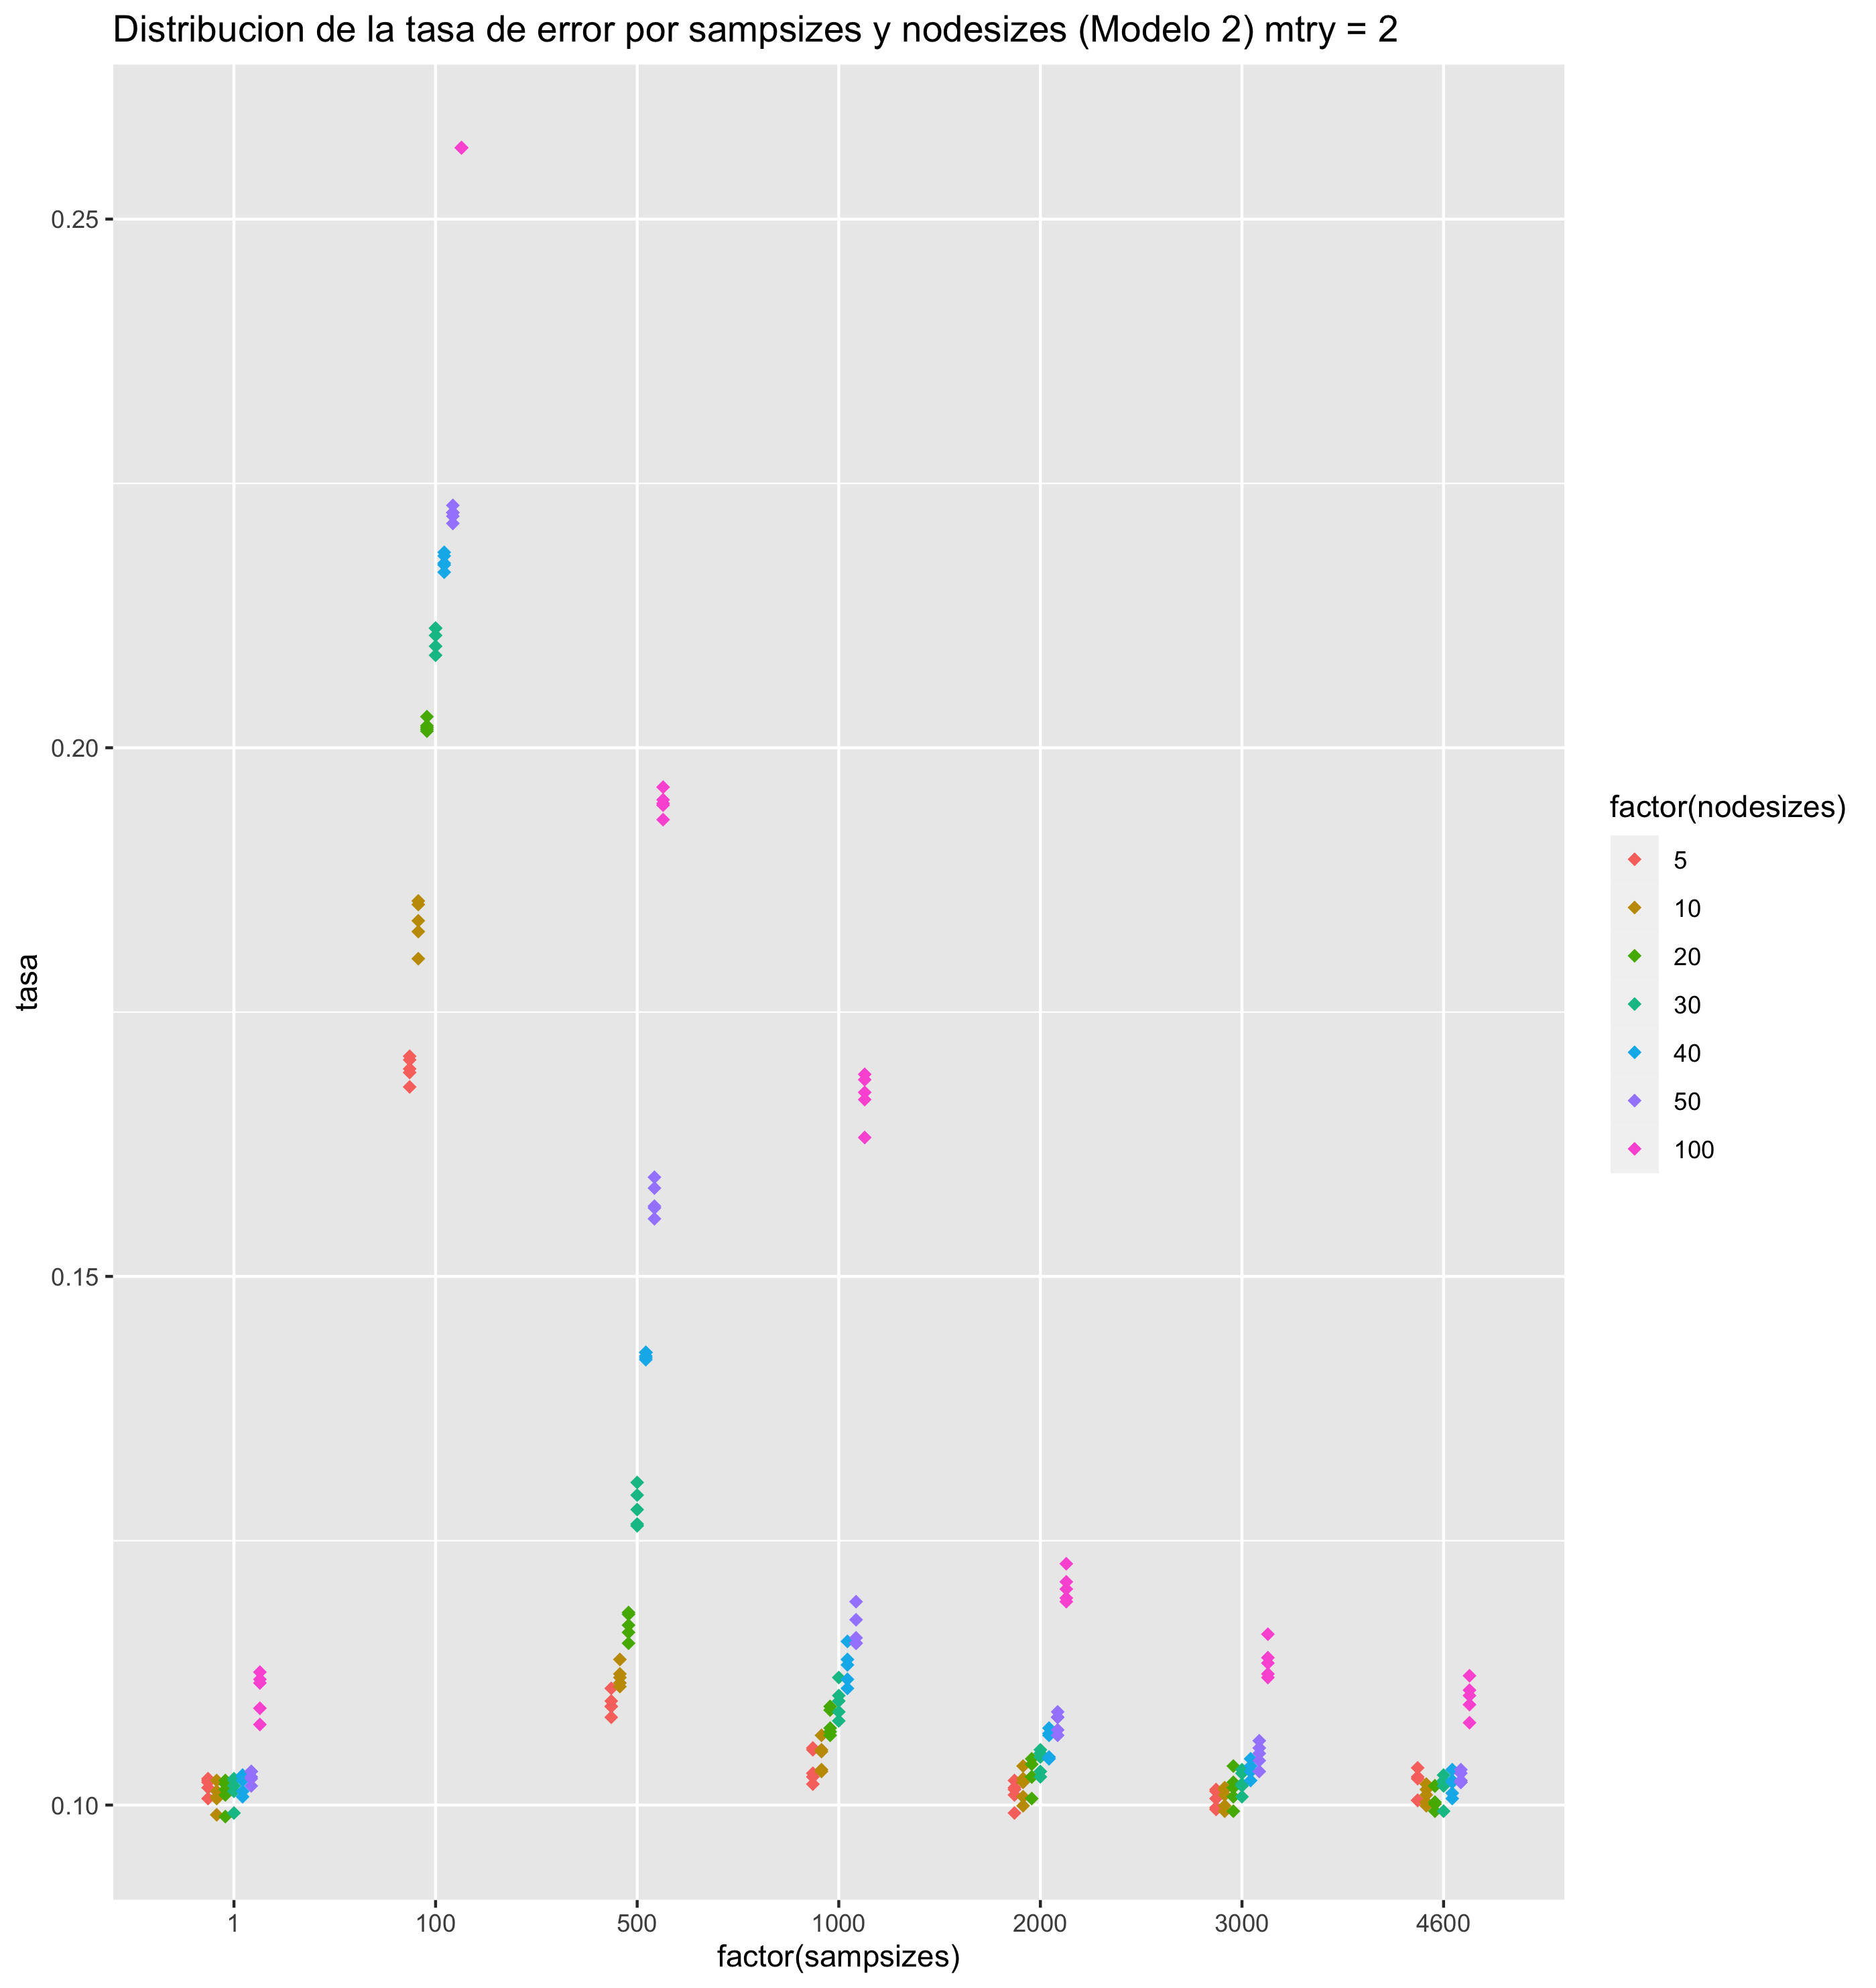 Distribucion de la tasa de error por sampsizes y nodesizes (Modelo 2) mtry = 2
tasa
0.25
0.20
0.15
0.10
1 100 500 1000 2000 3000 4600
factor(sampsizes)
factor(nodesizes)
5
10
20
30
40
50
100